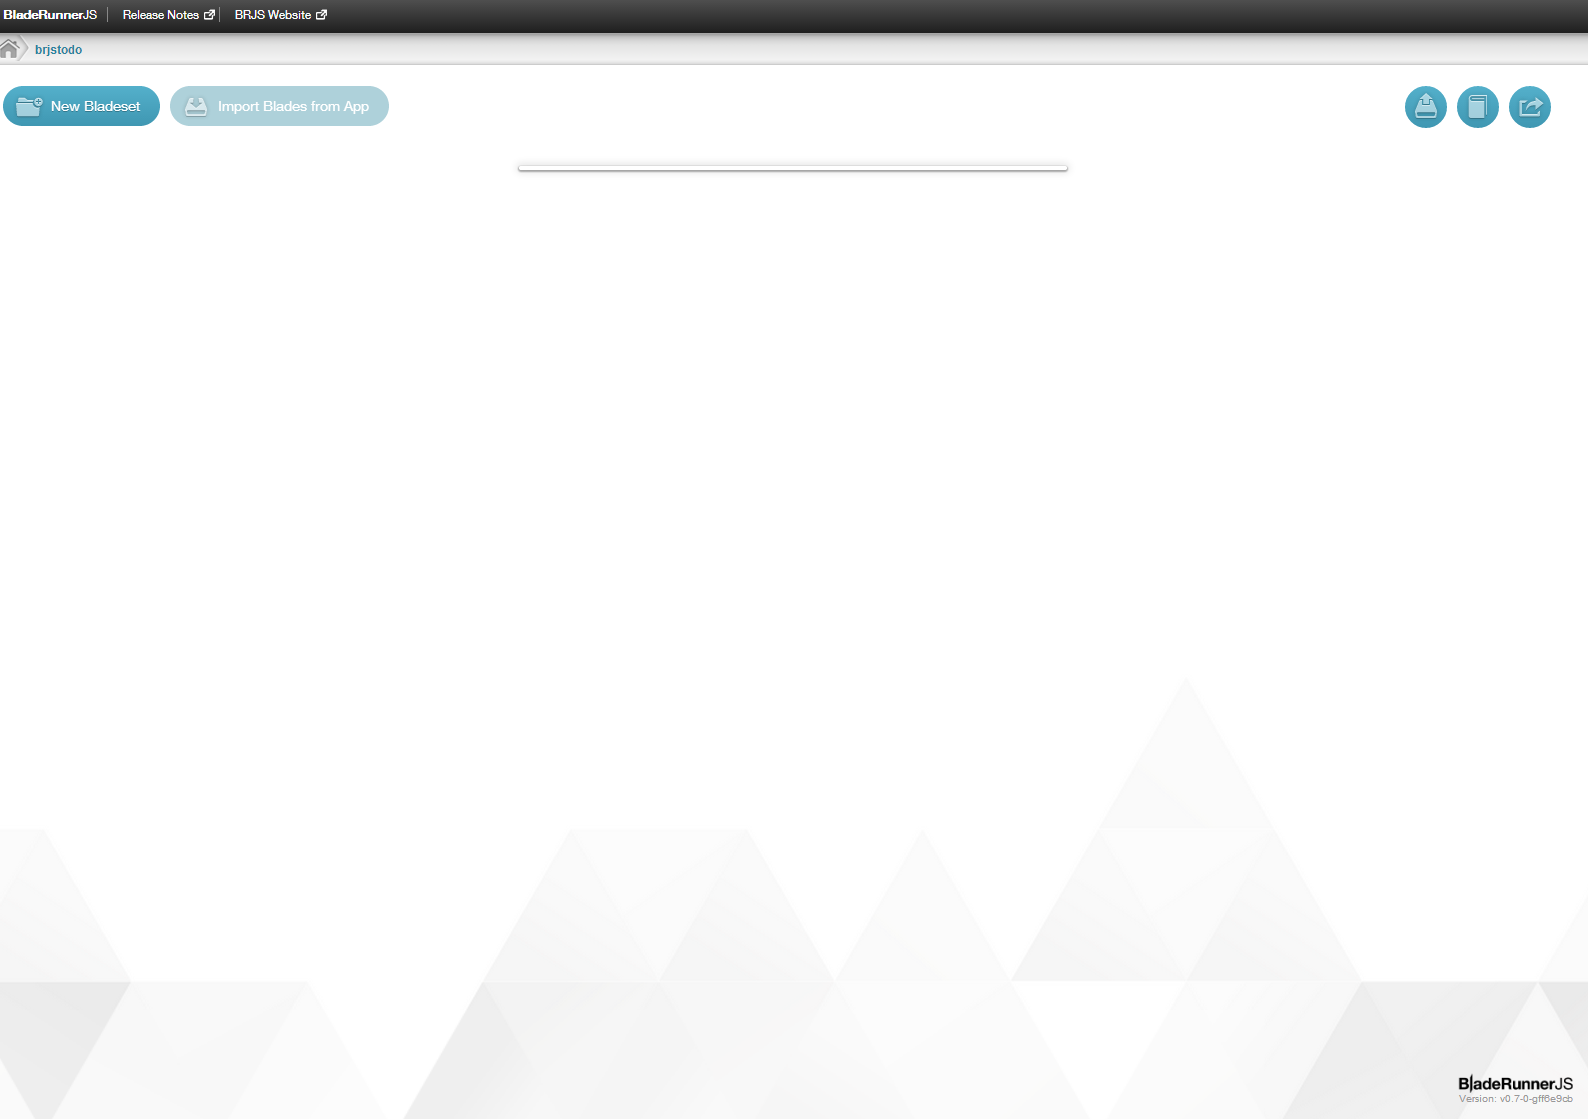 BladeRunnerJS Release Notes BRJS Website
brjstodo
New Bladeset Import Blades from App
BladeRunnerJS
Version: v0.7-0-gff6e9cb